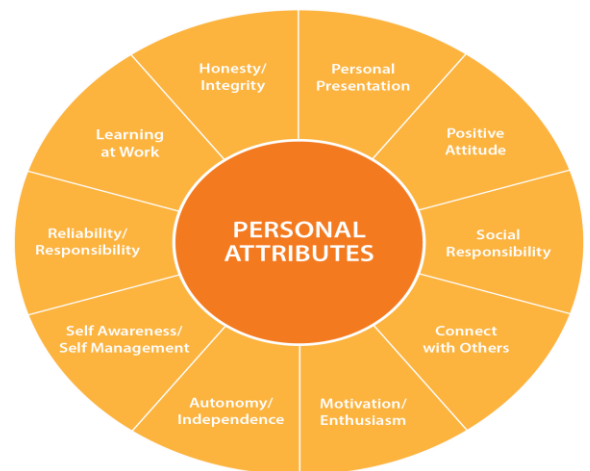 PERSONAL
ATTRIBUTES
Personal
Presentation
Positive
Attitude
Social
Responsibility
Connect
with Others
Motivation/
Enthusiasm
Autonomy/
Independence
Self Awareness/
Self Management
Reliability/
Responsibility
Learning
at Work
Honesty/
Integrity